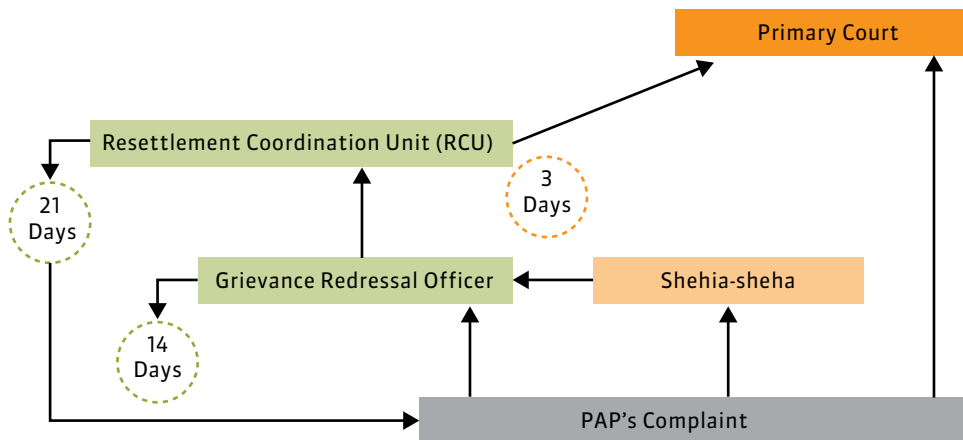 Primary Court
Resettlement Coordination Unit (RCU)
3
Days
21
Days
Grievance Redressal Officer
Shehia-sheha
14
Days
PAP's Complaint